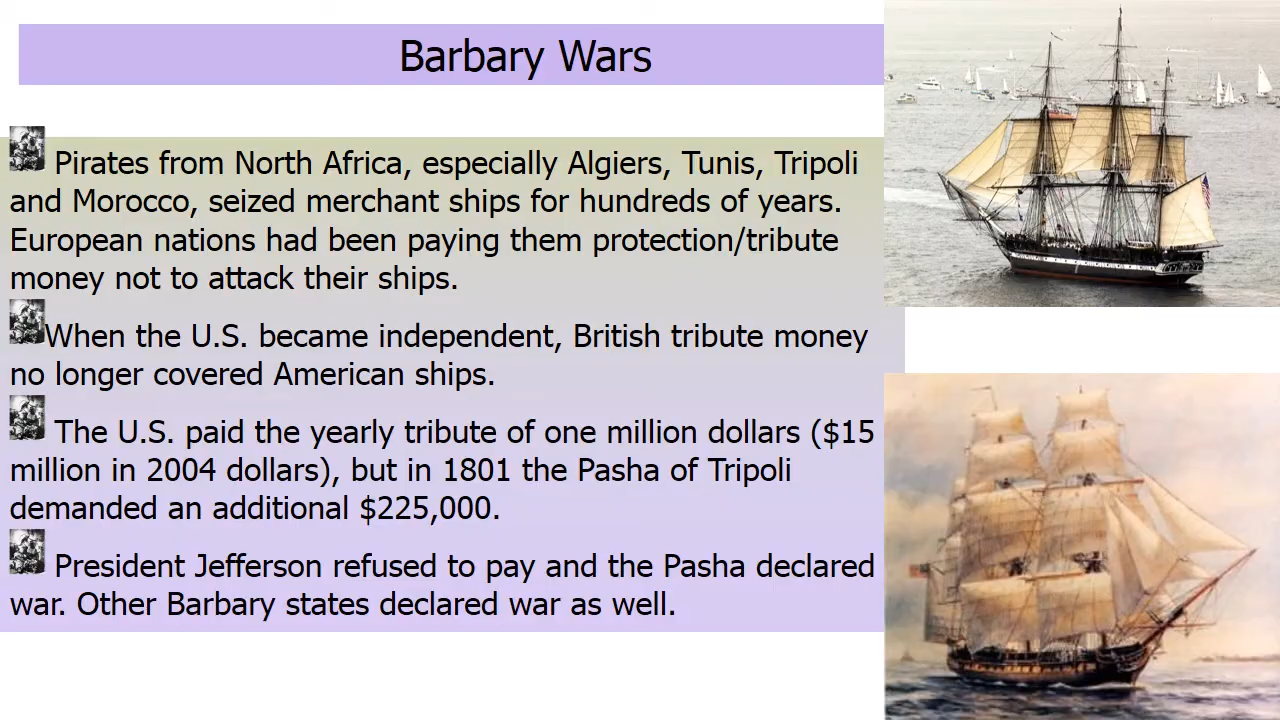 Barbary Wars
Pirates from North Africa, especially Algiers, Tunis, Tripoli
and Morocco, seized merchant ships for hundreds of years.
European nations had been paying them protection/tribute
money not to attack their ships.
When the U.S. became independent, British tribute money
no longer covered American ships.
The U.S. paid the yearly tribute of one million dollars ($15
million in 2004 dollars), but in 1801 the Pasha of Tripoli
demanded an additional $225,000.
President Jefferson refused to pay and the Pasha declared
war. Other Barbary states declared war as well.